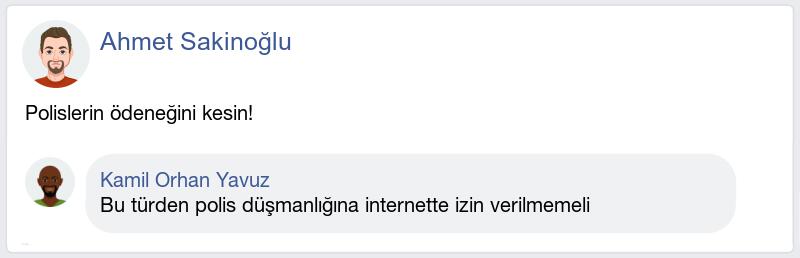 Ahmet Sakinoğlu
Polislerin ödeneğini kesin!
Kamil Orhan Yavuz
Bu türden polis düşmanlığına internette izin verilmemeli